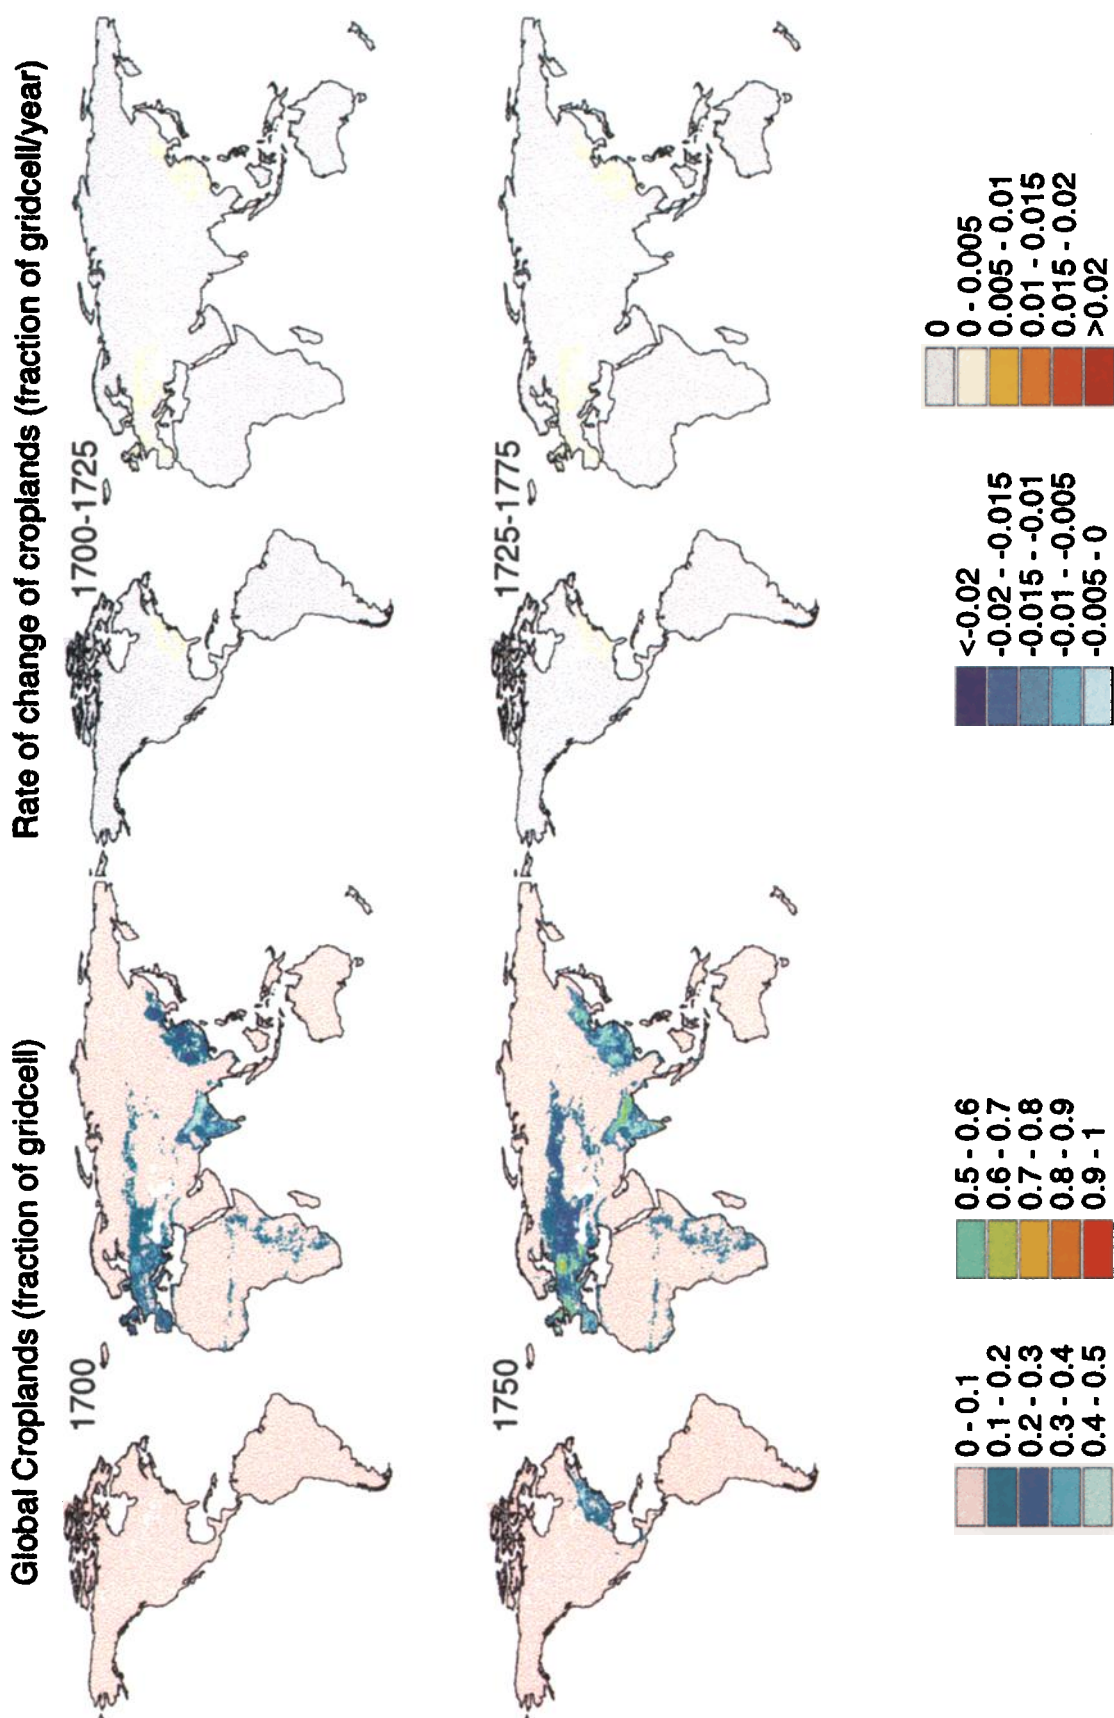 Global Croplands (fraction of gridcell)
Rate of change of croplands (fraction of gridcell/year)
1700
1700-1725
1750
1725-1775
0 - 0.1
0.1 - 0.2
0.2 - 0.3
0.3 - 0.4
0.4 - 0.5
0.5 - 0.6
0.6 - 0.7
0.7 - 0.8
0.8 - 0.9
0.9 - 1
<-0.02
-0.02 - -0.015
-0.015 - -0.01
-0.01 - -0.005
-0.005 - 0
0
0 - 0.005
0.005 - 0.01
0.01 - 0.015
0.015 - 0.02
>0.02